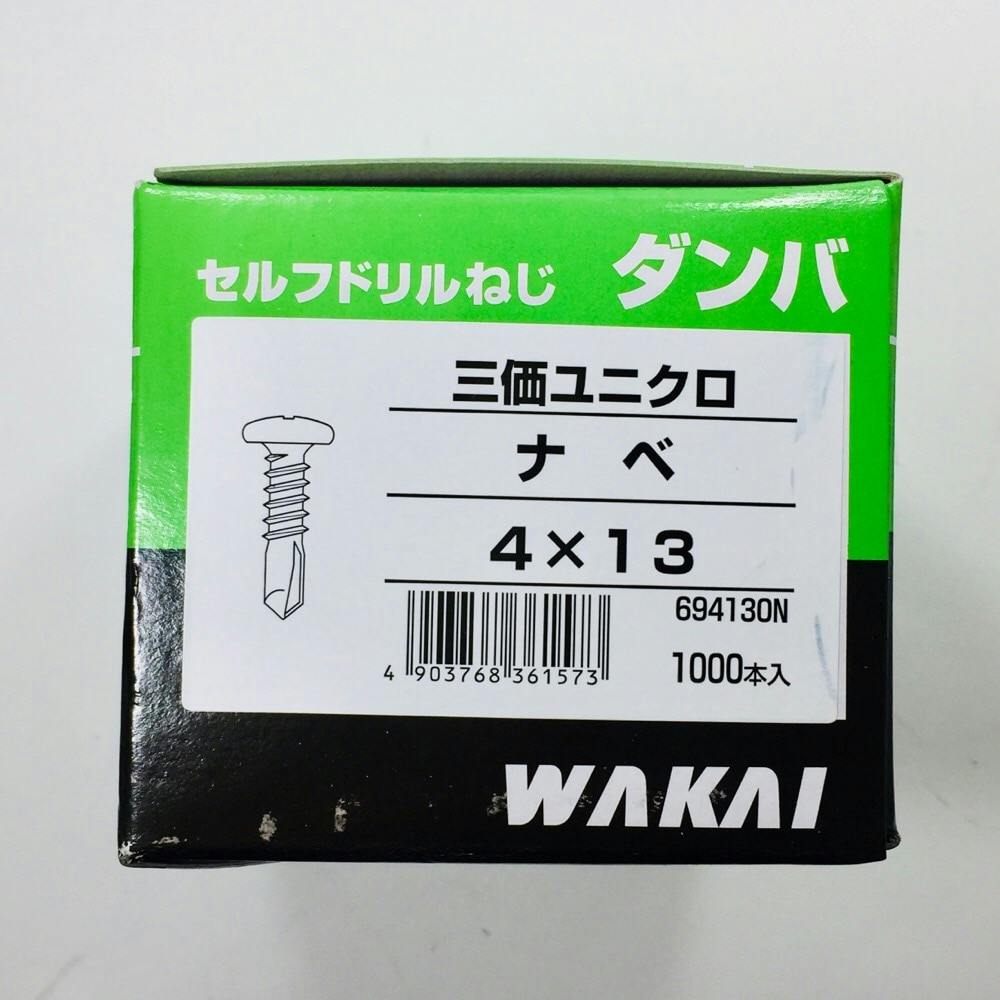 セルフドリルねじ ダンバ
三価ユニクロ
ナベ
4×13
694130N
4 903768 361573
1000本入
WAKAI